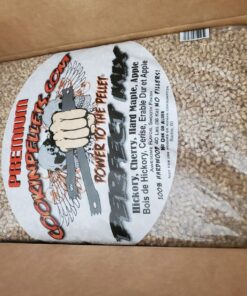 PREMIUM
COOKINPELLETS.COM
POWER TO THE PELLET
PERFECT MIX
Hickory, Cherry, Hard Maple, Apple
Bois de Hickory, Cerise, Erable Dur et Apple
100% HARDWOOD NO FILLERS!